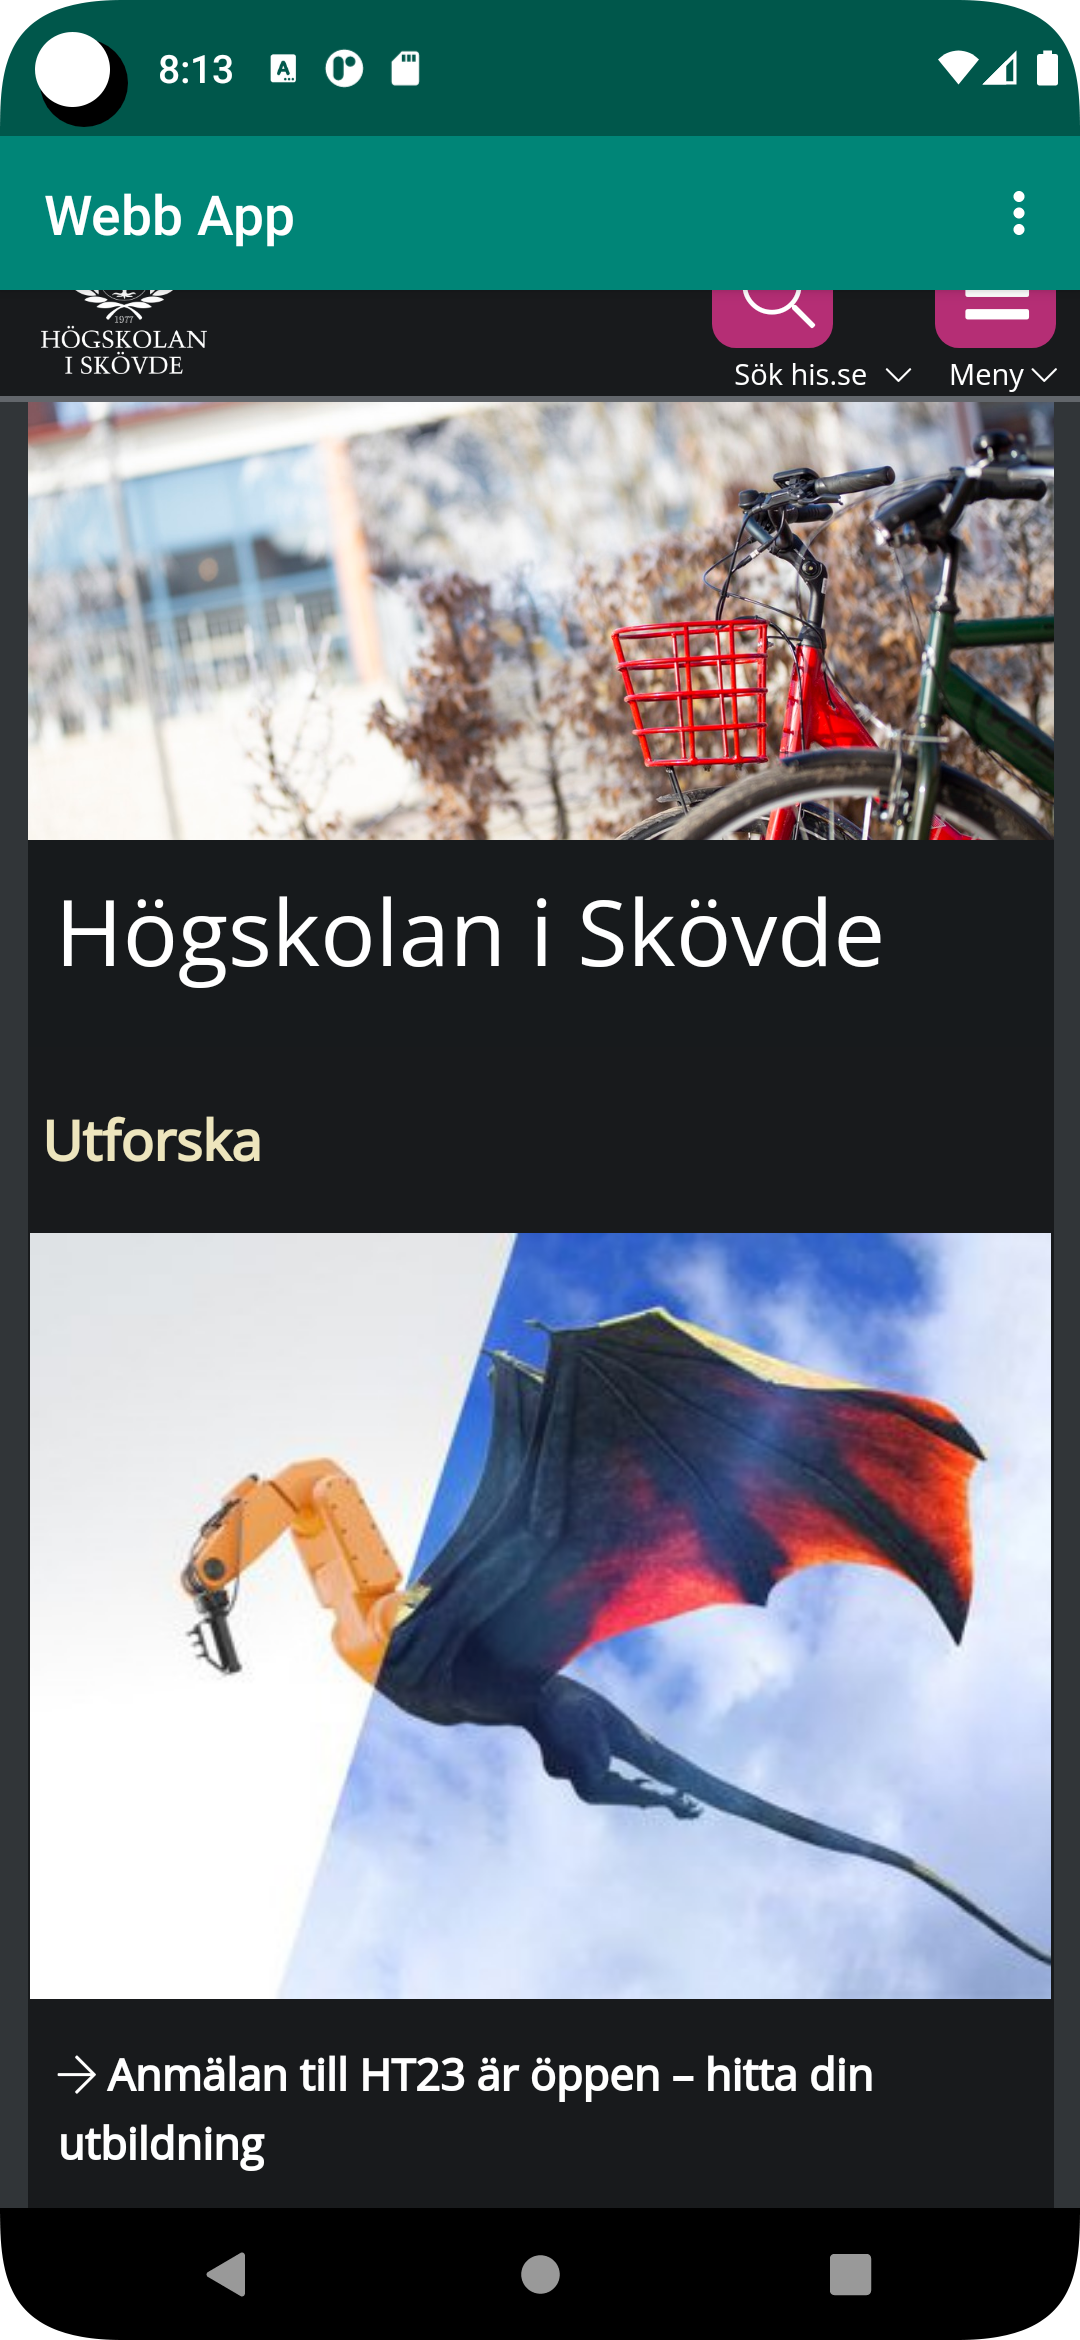 8:13
Webb App
1977
HÖGSKOLAN
I SKÖVDE
Sök his.se
Meny
Högskolan i Skövde
Utforska
Anmälan till HT23 är öppen – hitta din
utbildning